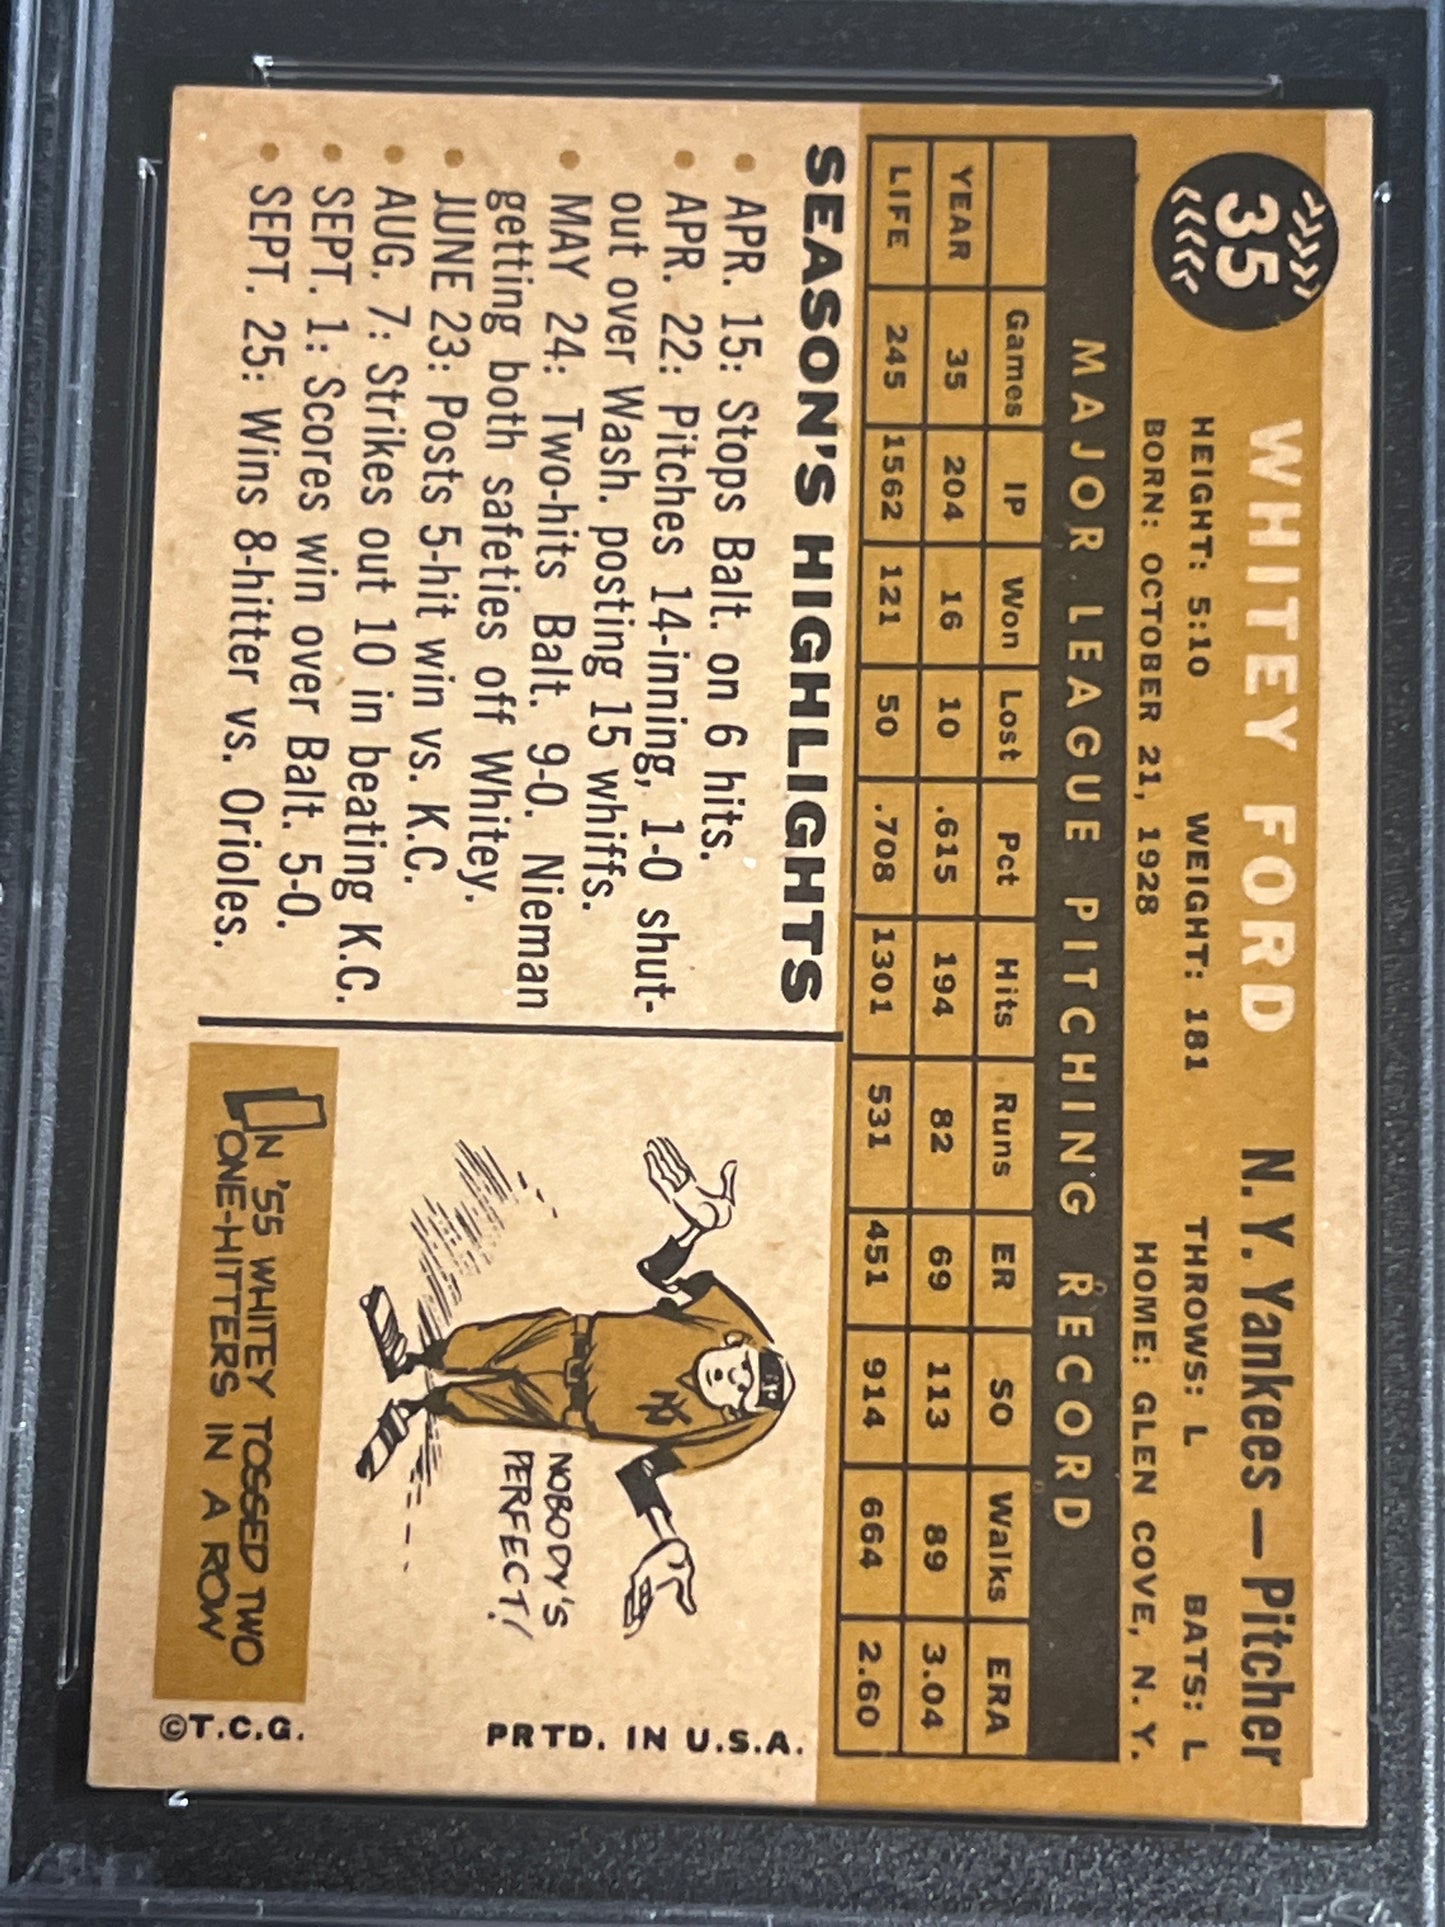 35
WHITEY FORD N. Y. Yankees—Pitcher
HEIGHT: 5:10 WEIGHT: 181 THROWS: L BATS: L
BORN: OCTOBER 21, 1928 HOME: GLEN COVE, N. Y.
MAJOR LEAGUE PITCHING RECORD
Games IP Won Lost Pct Hits Runs ER SO Walks ERA
YEAR 35 204 16 10 .615 194 82 69 113 89 3.04
LIFE 245 1562 121 50 .708 1301 531 451 914 664 2.60
SEASON'S HIGHLIGHTS
• APR. 15: Stops Balt. on 6 hits.
• APR. 22: Pitches 14-inning, 1-0 shut-
out over Wash. posting 15 whiffs.
• MAY 24: Two-hits Balt. 9-0. Nieman
getting both safeties off Whitey.
• JUNE 23: Posts 5-hit win vs. K.C.
• AUG. 7: Strikes out 10 in beating K.C.
• SEPT. 1: Scores win over Balt. 5-0.
• SEPT. 25: Wins 8-hitter vs. Orioles.
NY
NOBODY'S
PERFECT!
IN '55 WHITEY TOSSED TWO
ONE-HITTERS IN A ROW
PRTD. IN U.S.A.
©T.C.G.